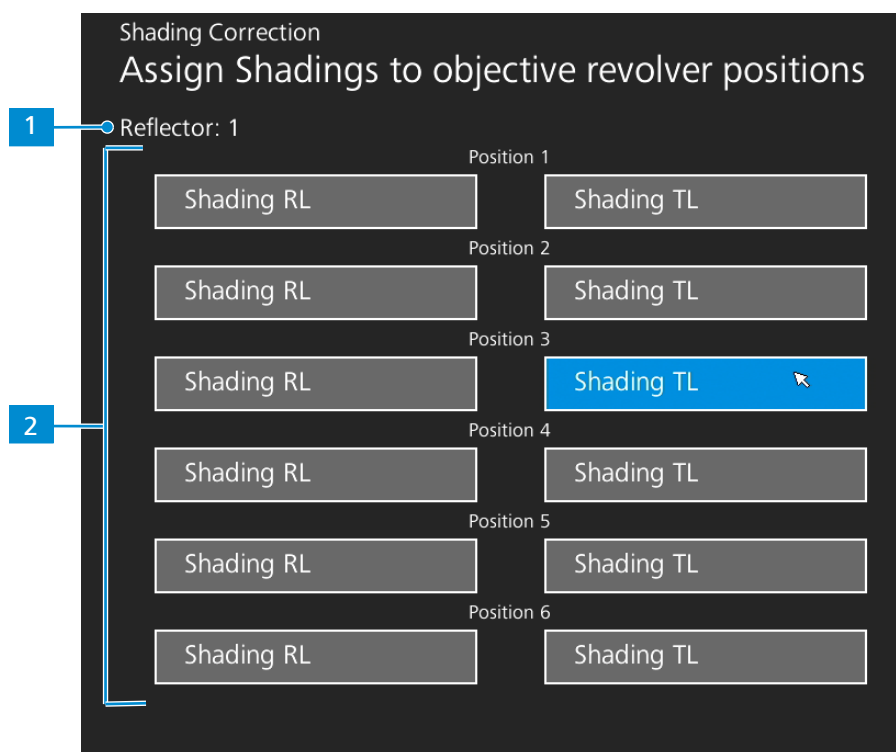 Shading Correction
Assign Shadings to objective revolver positions
1
Reflector: 1
Position 1
Shading RL
Shading TL
Position 2
Shading RL
Shading TL
Position 3
Shading RL
Shading TL
2
Position 4
Shading RL
Shading TL
Position 5
Shading RL
Shading TL
Position 6
Shading RL
Shading TL